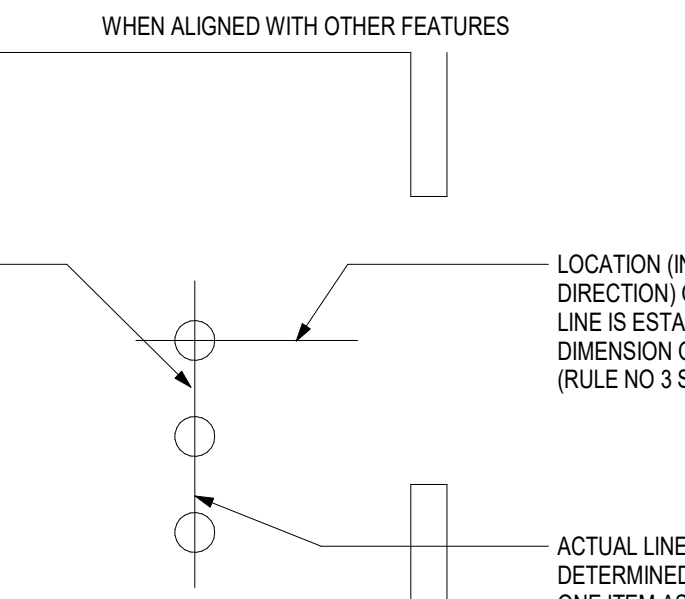 WHEN ALIGNED WITH OTHER FEATURES
LOCATION (IN
DIRECTION)
LINE IS ESTA
DIMENSION
(RULE NO 3
ACTUAL LINE
DETERMINED
ONE ITEM AS